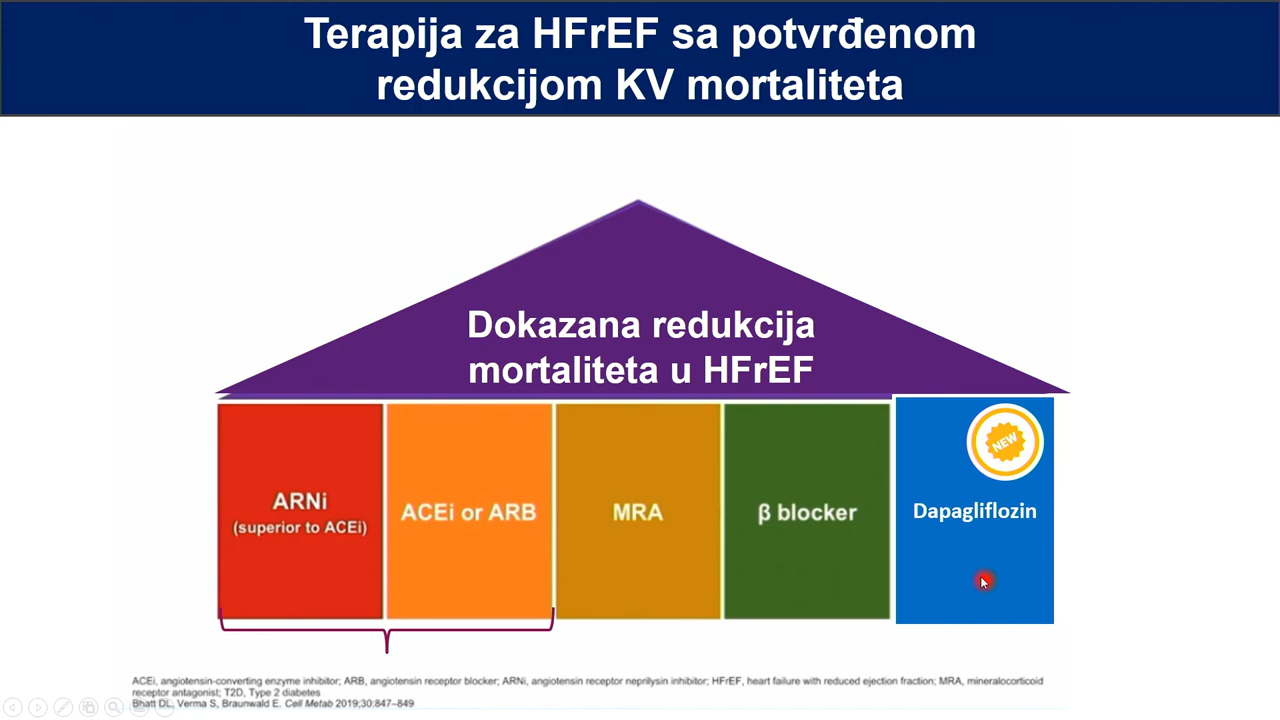 Terapija za HFrEF sa potvrđenom
redukcijom KV mortaliteta
Dokazana redukcija
mortaliteta u HFrEF
ARNi
(superior to ACEi)
ACEi or ARB
MRA
β blocker
NEW
Dapagliflozin
ACEi, angiotensin-converting enzyme inhibitor; ARB, angiotensin receptor blocker; ARNi, angiotensin receptor neprilysin inhibitor; HFrEF, heart failure with reduced ejection fraction; MRA, mineralocorticoid
receptor antagonist; T2D, Type 2 diabetes
Bhatt DL, Verma S, Braunwald E. Cell Metab 2019;30:847–849